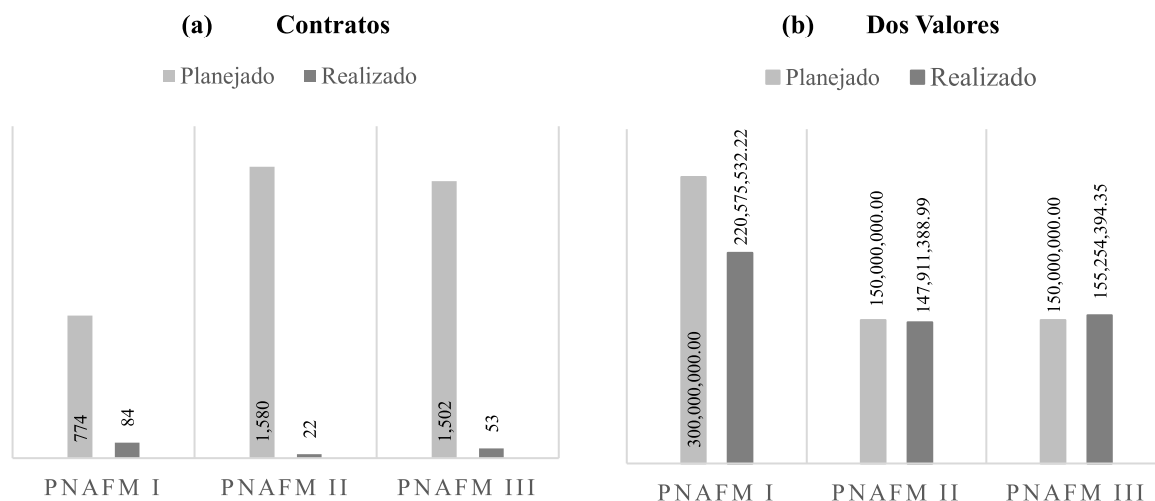 (a) Contratos
Planejado Realizado
774
84
1,580
22
1,502
53
PNAFM I PNAFM II PNAFM III
(b) Dos Valores
Planejado Realizado
300,000,000.00
220,575,532.22
150,000,000.00
147,911,388.99
150,000,000.00
155,254,394.35
PNAFM I PNAFM II PNAFM III